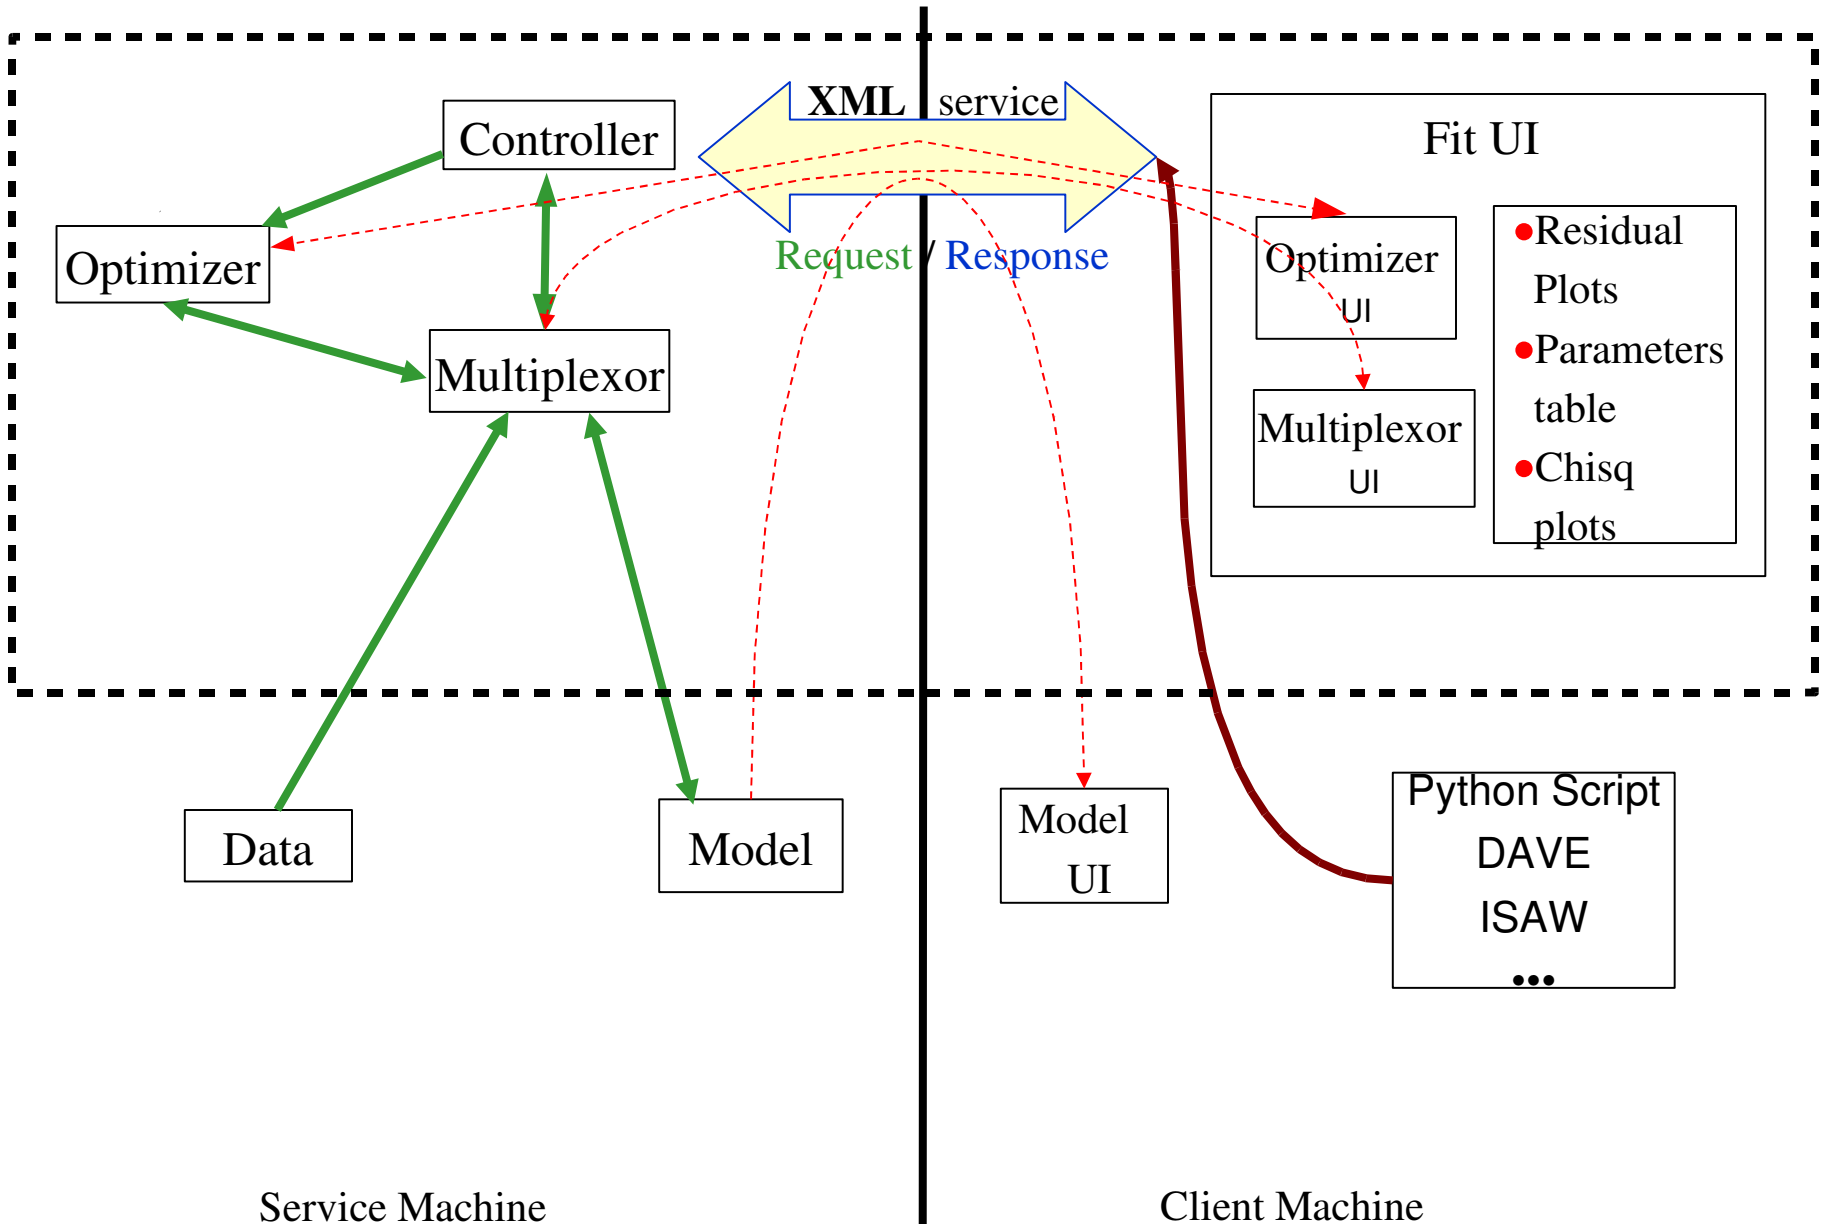 XML service
Controller
Optimizer
Multiplexor
Request / Response
Fit UI
Optimizer
UI
Multiplexor
UI
•Residual
Plots
•Parameters
table
•Chisq
plots
Data
Model
Model
UI
Python Script
DAVE
ISAW
•••
Service Machine
Client Machine